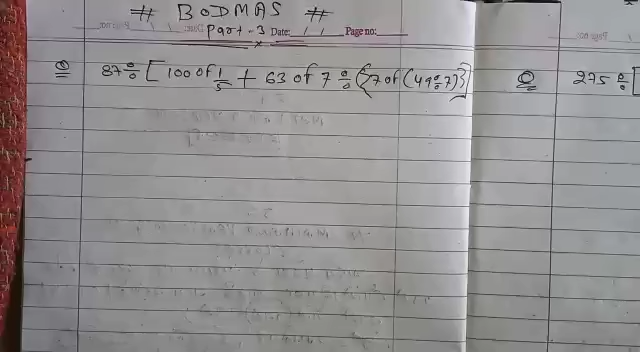 # BODMAS #
Part-3 Date: / / Page no:
Q 87 ÷ [ 100 of 1/5 + 63 of 7 ÷ {7 of (49÷7)}]
Q 275 ÷ [